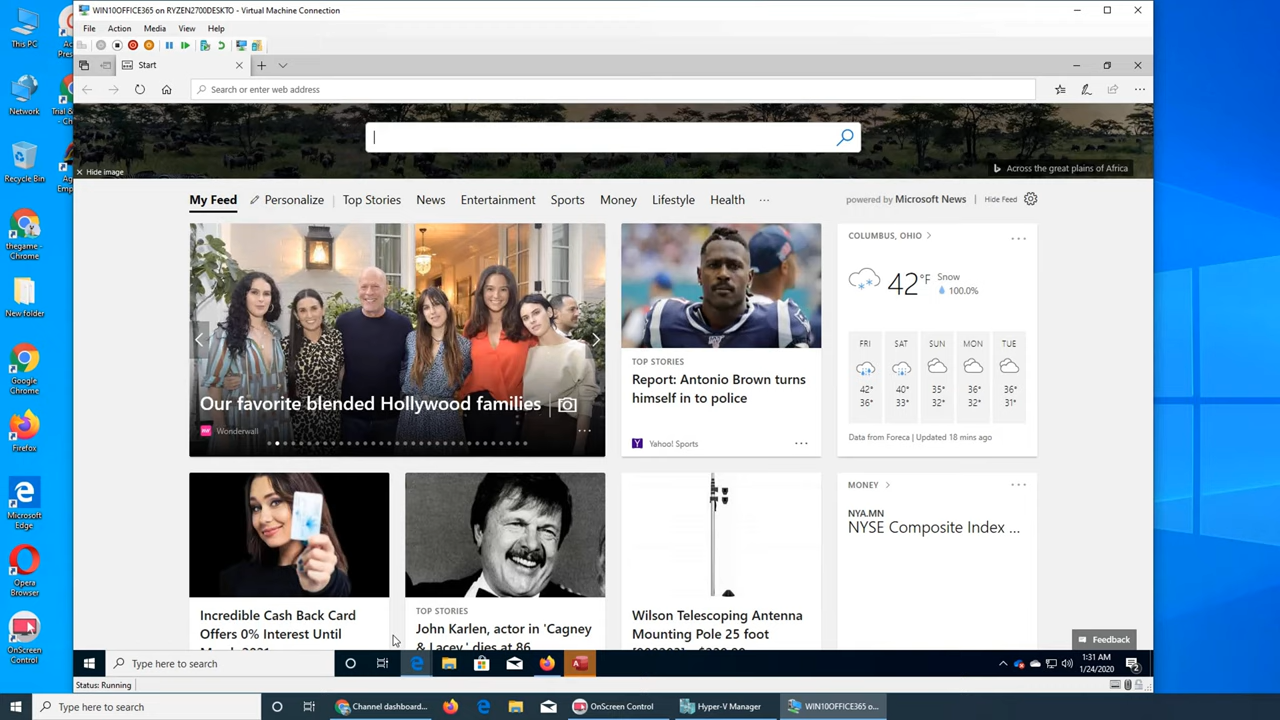 This PC
Network
Recycle Bin
thegame -
Chrome
New folder
Google
Chrome
Firefox
Microsoft
Edge
Opera
Browser
OnScreen
Control
WIN10OFFICE365 on RYZEN2700DESKTO - Virtual Machine Connection
File Action Media View Help
Start
Search or enter web address
Hide image
Across the great plains of Africa
My Feed Personalize Top Stories News Entertainment Sports Money Lifestyle Health ...
powered by Microsoft News Hide Feed
Our favorite blended Hollywood families
Wonderwall
TOP STORIES
Report: Antonio Brown turns
himself in to police
Yahoo! Sports
COLUMBUS, OHIO
42°F Snow
100.0%
FRI SAT SUN MON TUE
42° 40° 35° 36° 36°
36° 33° 32° 32° 31°
Data from Foreca | Updated 18 mins ago
Incredible Cash Back Card
Offers 0% Interest Until
TOP STORIES
John Karlen, actor in 'Cagney
& Lacey,' dies at 86
Wilson Telescoping Antenna
Mounting Pole 25 foot
MONEY
NYA.MN
NYSE Composite Index ...
Feedback
Type here to search
1:31 AM
1/24/2020
2
Status: Running
Type here to search
Channel dashboard...
OnScreen Control
Hyper-V Manager
WIN10OFFICE365 o...